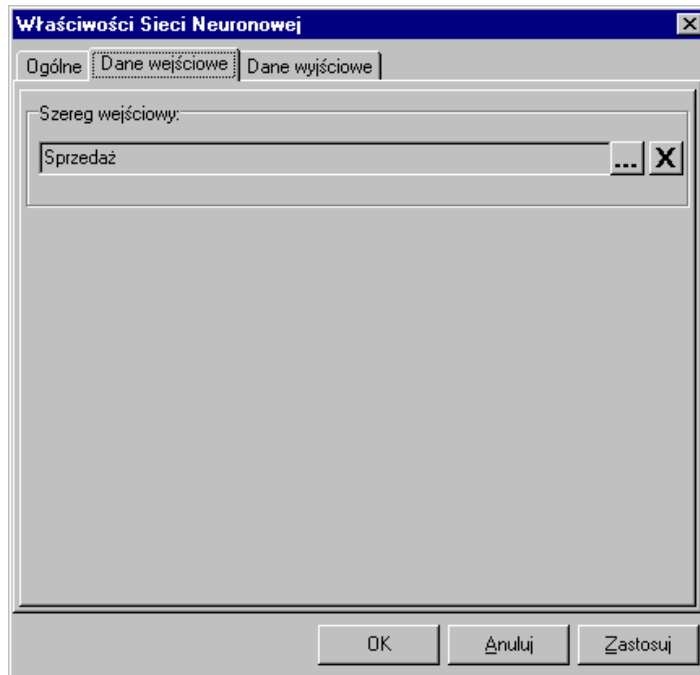 Właściwości Sieci Neuronowej
Ogólne Dane wejściowe Dane wyjściowe
Szereg wejściowy:
Sprzedaż ... X
OK Anuluj Zastosuj